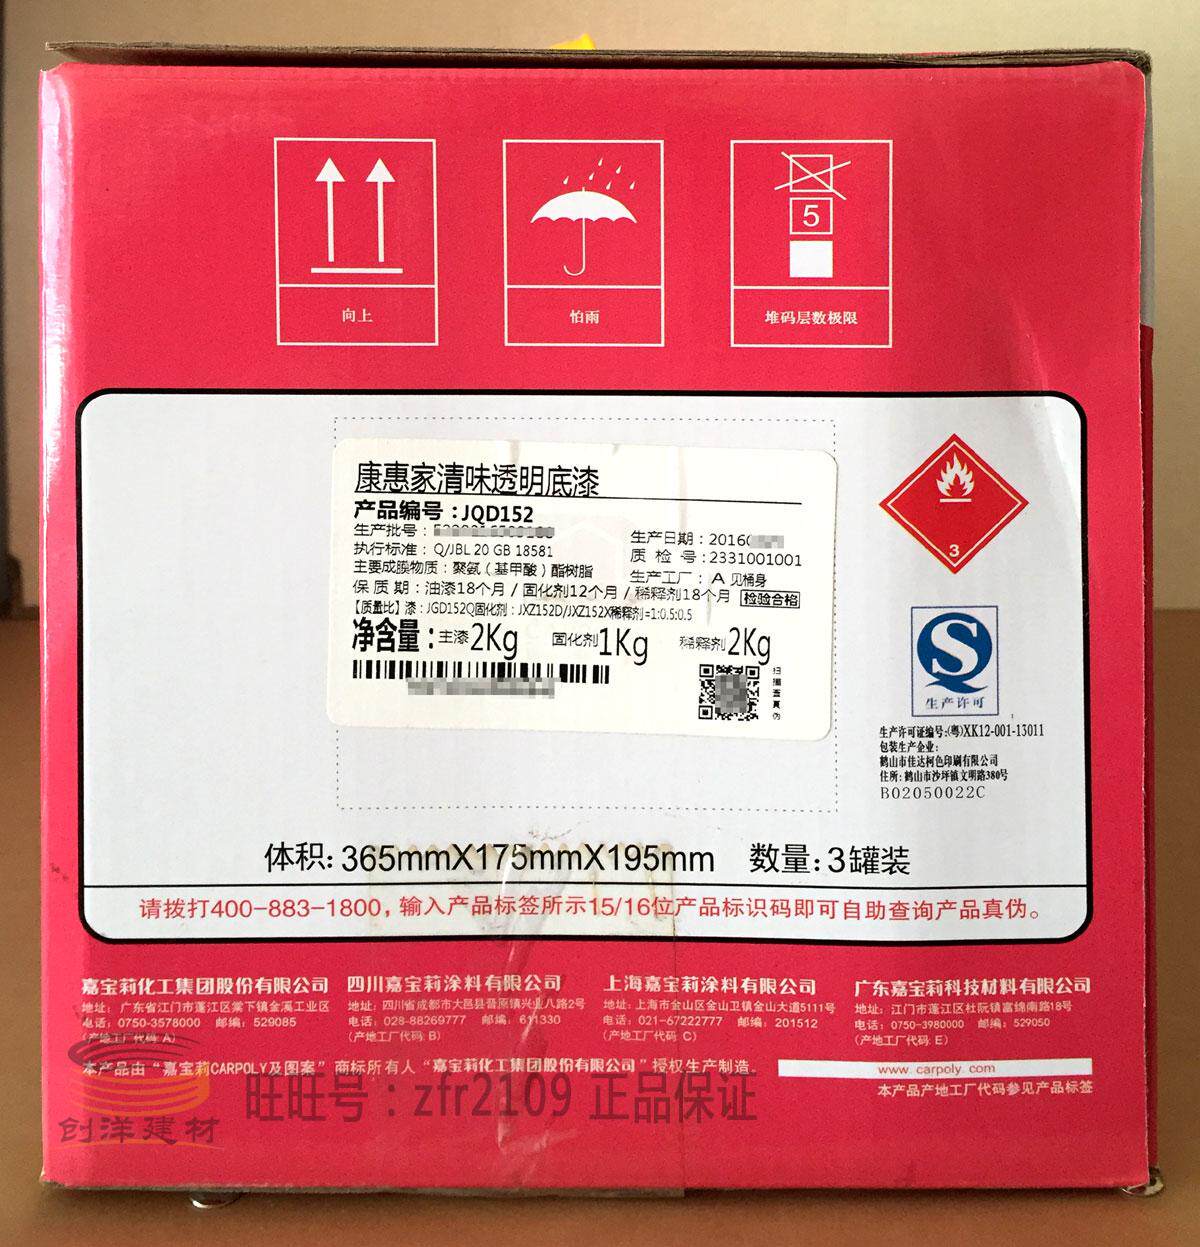 5
向上
怕雨
堆码层数极限
康惠家清味透明底漆
产品编号：JQD152
生产批号：
生产日期：2016
执行标准：Q/JBL 20 GB 18581
质 检 号：2331001001
主要成膜物质：聚氨（基甲酸）酯树脂
生产工厂：A 见桶身
保 质 期：油漆18个月 / 固化剂12个月 / 稀释剂18个月 检验合格
【质量比】漆：JGD152Q固化剂：JXZ152D/JXZ152X稀释剂=1:0.5:0.5
净含量：主漆2Kg 固化剂1Kg 稀释剂2Kg
扫描查真伪
3
生产许可
生产许可证编号:(粤)XK12-001-13011
包装生产企业:
鹤山市佳达柯色印刷有限公司
住所:鹤山市沙坪镇文明路380号
B02050022C
体积：365mmX175mmX195mm 数量：3罐装
请拨打400-883-1800，输入产品标签所示15/16位产品标识码即可自助查询产品真伪。
嘉宝莉化工集团股份有限公司
地址：广东省江门市蓬江区棠下镇金溪工业区
电话：0750-3578000 邮编：529085
(产地工厂代码：A)
四川嘉宝莉涂料有限公司
地址：四川省成都市大邑县晋原镇兴业八路2号
电话：028-88269777 邮编：611330
(产地工厂代码：B)
上海嘉宝莉涂料有限公司
地址：上海市金山区金山卫镇金山大道5111号
电话：021-67222777 邮编：201512
(产地工厂代码：C)
广东嘉宝莉科技材料有限公司
地址：江门市蓬江区杜阮镇富绵南路18号
电话：0750-3980000 邮编：529050
(产地工厂代码：E)
本产品由“嘉宝莉CARPOLY及图案”商标所有人“嘉宝莉化工集团股份有限公司”授权生产制造。
www.carpoly.com
本产品产地工厂代码参见产品标签
旺旺号：zfr2109 正品保证
创洋建材